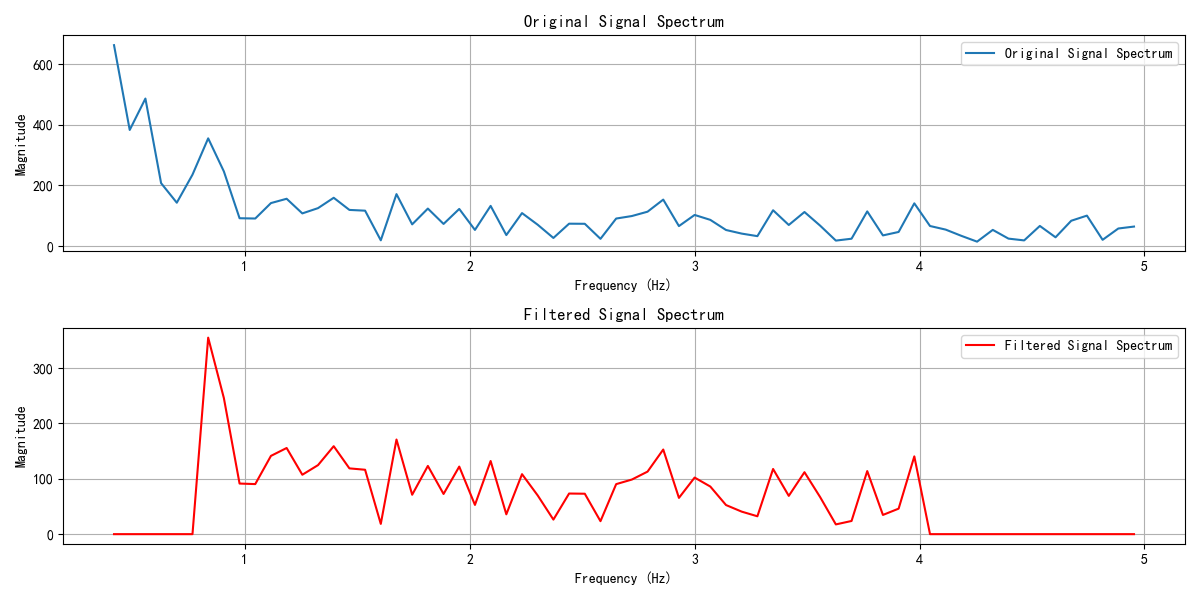 Original Signal Spectrum
Original Signal Spectrum
Magnitude
600
400
200
0
1 2 3 4 5
Frequency (Hz)
Filtered Signal Spectrum
Filtered Signal Spectrum
Magnitude
300
200
100
0
1 2 3 4 5
Frequency (Hz)